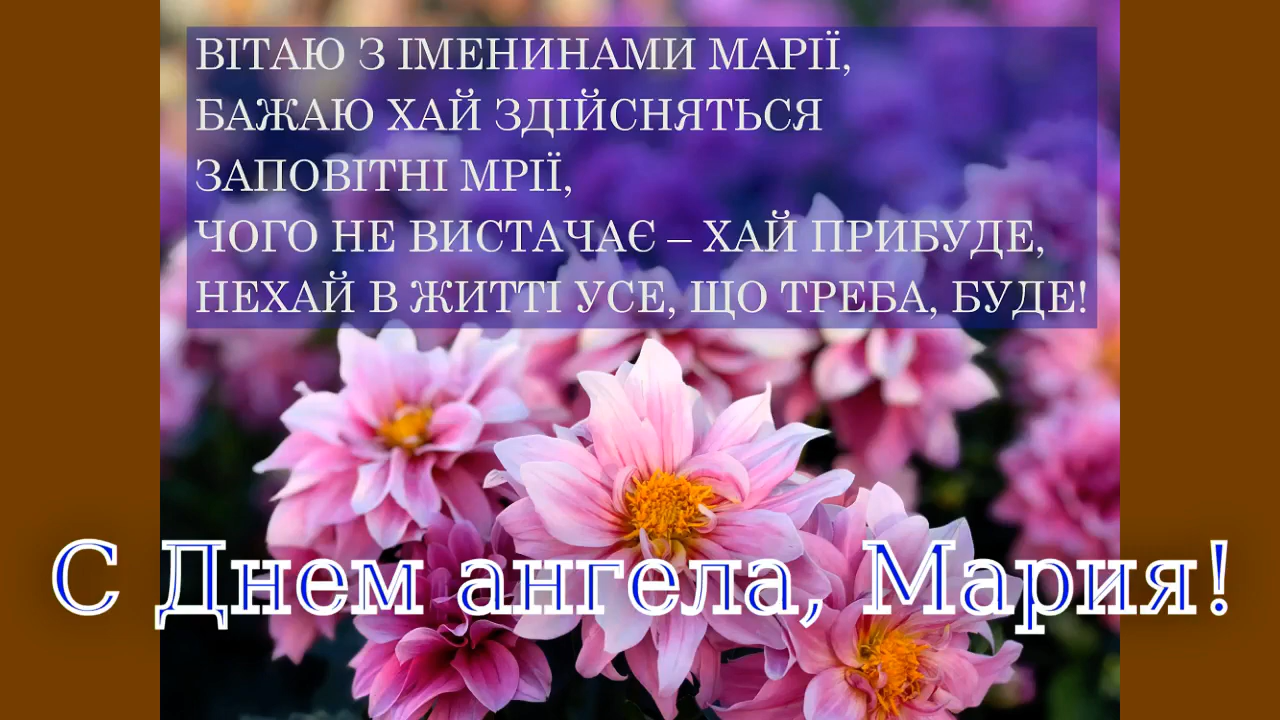 ВІТАЮ З ІМЕНИНАМИ МАРІЇ,
БАЖАЮ ХАЙ ЗДІЙСНЯТЬСЯ
ЗАПОВІТНІ МРІЇ,
ЧОГО НЕ ВИСТАЧАЄ – ХАЙ ПРИБУДЕ,
НЕХАЙ В ЖИТТІ УСЕ, ЩО ТРЕБА, БУДЕ!
С Днем ангела, Мария!